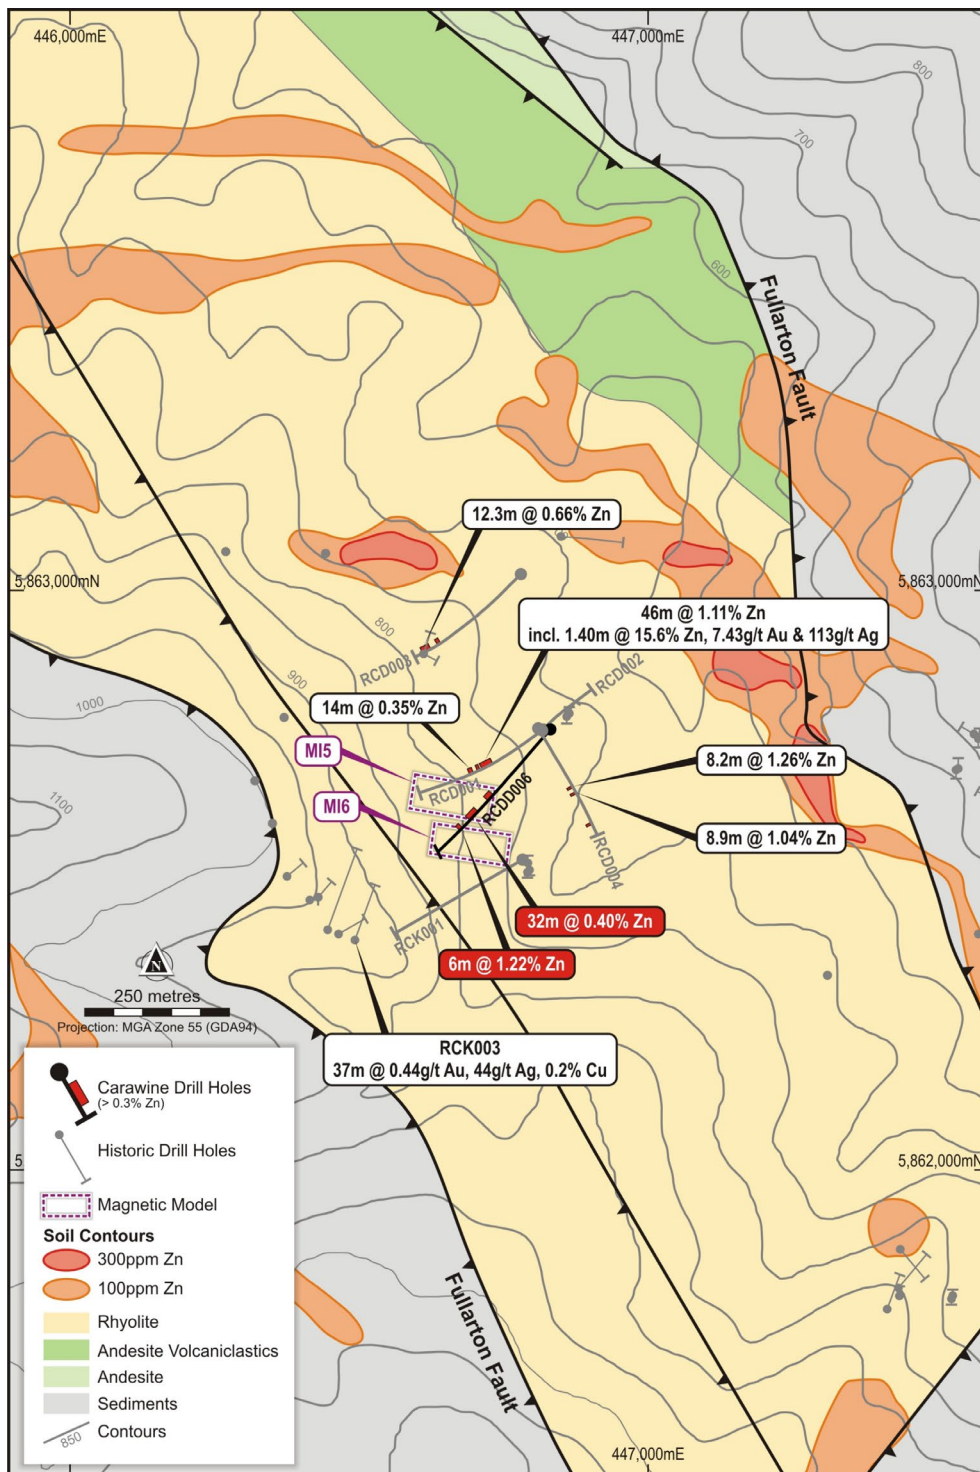 446,000mE
447,000mE
800
700
600
Fullarton Fault
12.3m @ 0.66% Zn
5,863,000mN
5,863,000mN
46m @ 1.11% Zn
incl. 1.40m @ 15.6% Zn, 7.43g/t Au & 113g/t Ag
800
RCD003
RCD002
900
1000
14m @ 0.35% Zn
MI5
8.2m @ 1.26% Zn
RCD001
RCDD006
MI6
1100
8.9m @ 1.04% Zn
RCD004
32m @ 0.40% Zn
RCK001
6m @ 1.22% Zn
N
250 metres
Projection: MGA Zone 55 (GDA94)
RCK003
37m @ 0.44g/t Au, 44g/t Ag, 0.2% Cu
Carawine Drill Holes
(> 0.3% Zn)
Historic Drill Holes
5
5,862,000mN
Magnetic Model
Soil Contours
300ppm Zn
100ppm Zn
Rhyolite
Andesite Volcaniclastics
Andesite
Sediments
Contours
850
Fullarton Fault
447,000mE